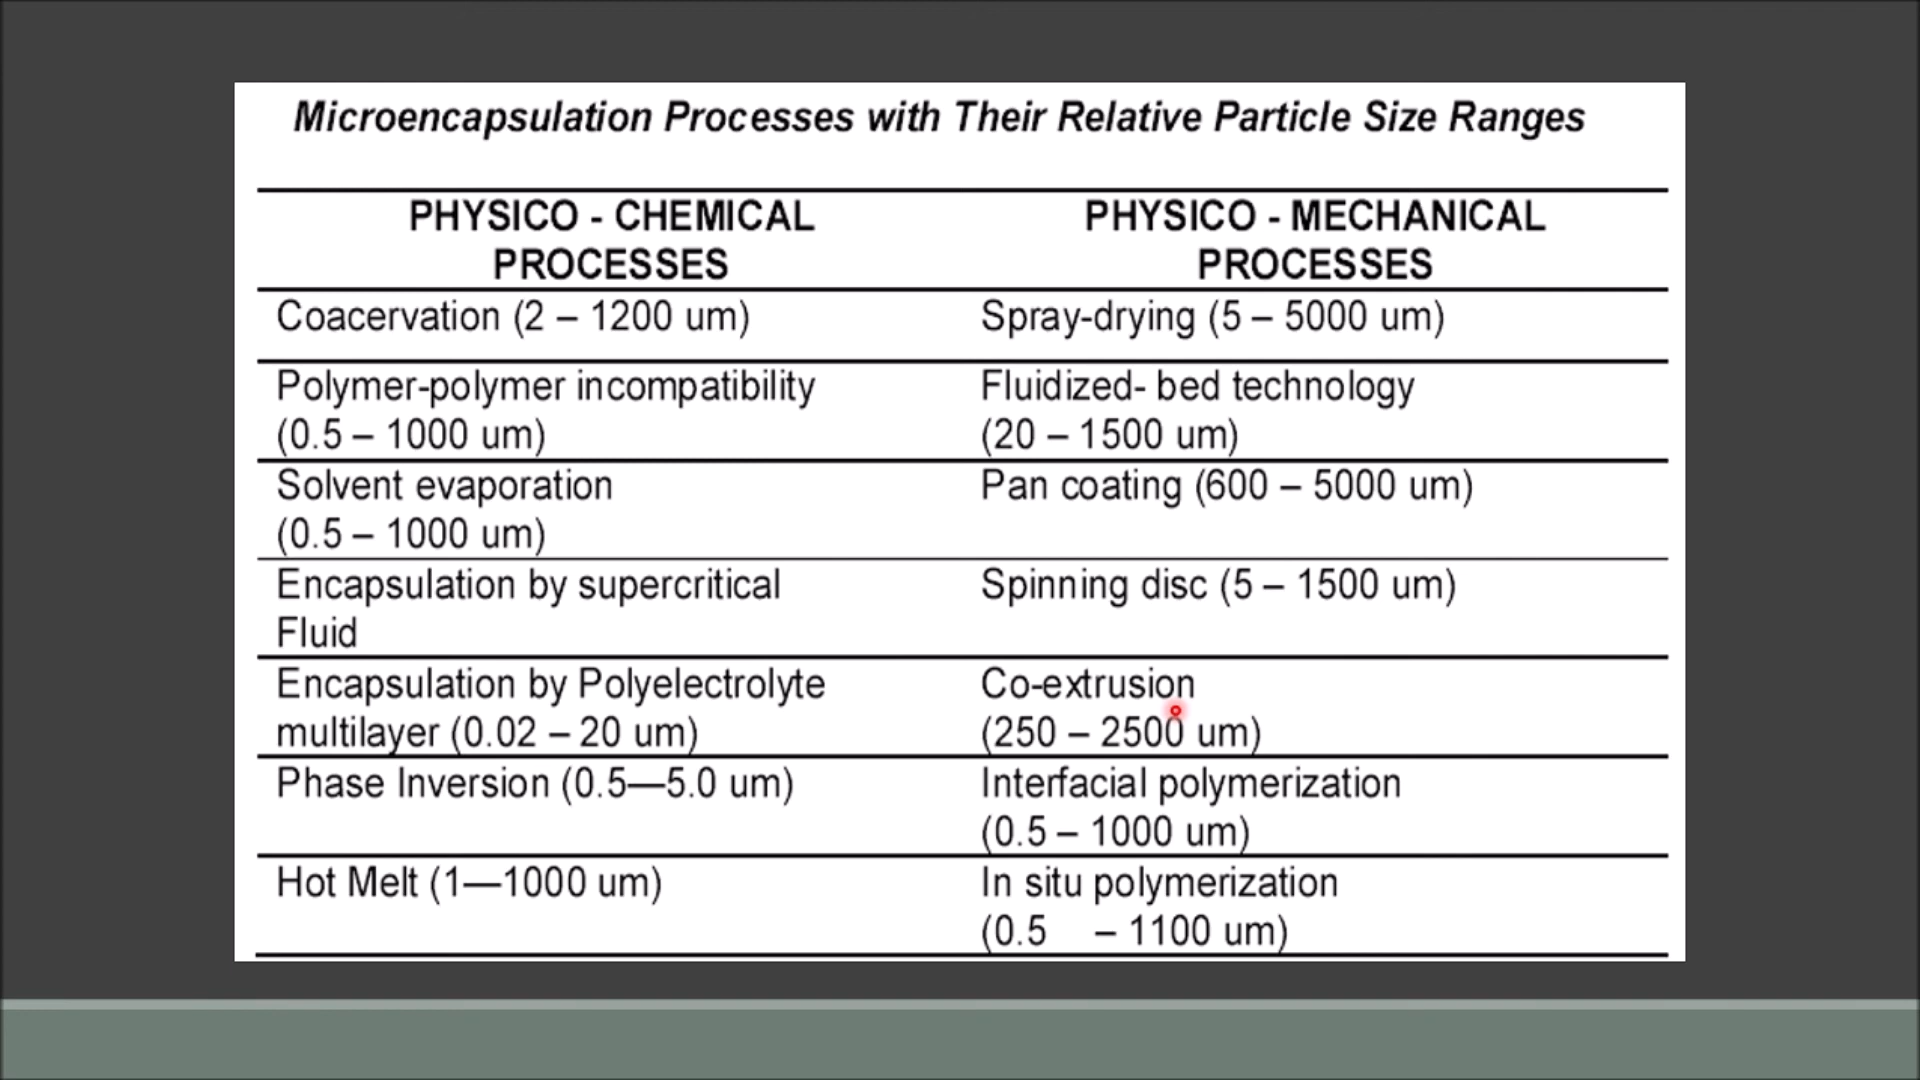 Microencapsulation Processes with Their Relative Particle Size Ranges
PHYSICO - CHEMICAL
PROCESSES
PHYSICO - MECHANICAL
PROCESSES
Coacervation (2 – 1200 um)
Spray-drying (5 – 5000 um)
Polymer-polymer incompatibility
(0.5 – 1000 um)
Fluidized- bed technology
(20 – 1500 um)
Solvent evaporation
(0.5 – 1000 um)
Pan coating (600 – 5000 um)
Encapsulation by supercritical
Fluid
Spinning disc (5 – 1500 um)
Encapsulation by Polyelectrolyte
multilayer (0.02 – 20 um)
Co-extrusion
(250 – 2500 um)
Phase Inversion (0.5—5.0 um)
Interfacial polymerization
(0.5 – 1000 um)
Hot Melt (1—1000 um)
In situ polymerization
(0.5 – 1100 um)